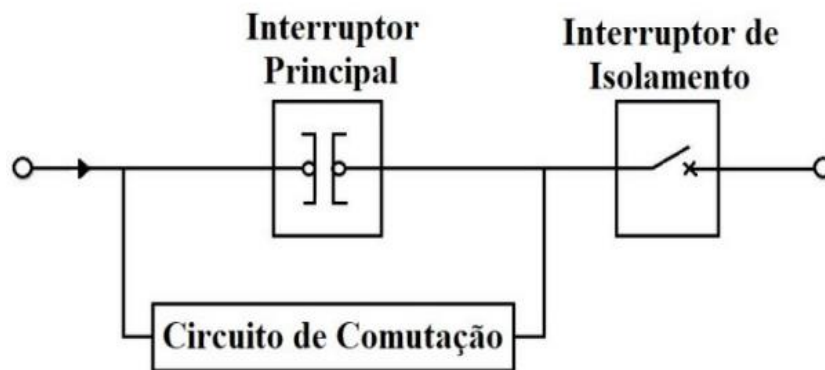 Interruptor
Principal
Interruptor de
Isolamento
Circuito de Comutação